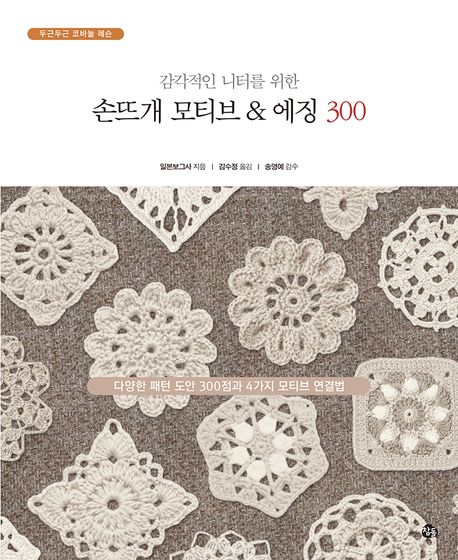 두근두근 코바늘 레슨
감각적인 니터를 위한
손뜨개 모티브 & 에징 300
일본보그사 지음 | 김수정 옮김 | 송영예 감수
다양한 패턴 도안 300점과 4가지 모티브 연결법
참돌